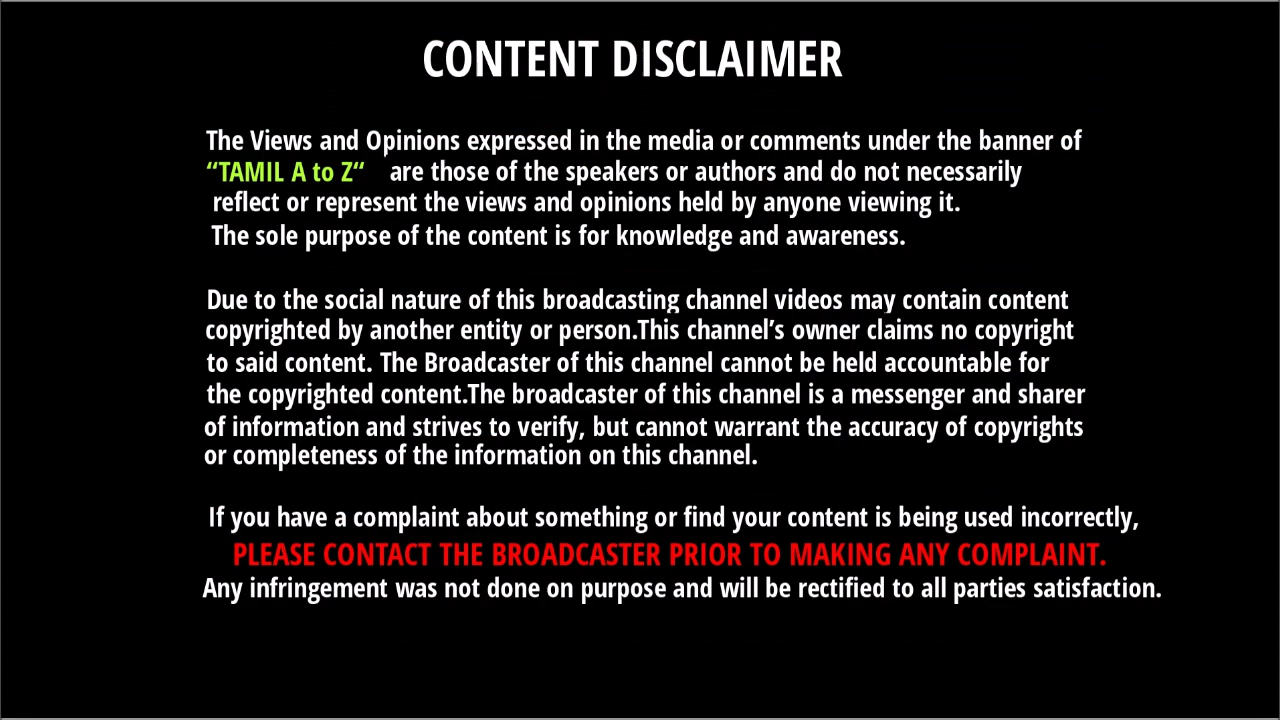 CONTENT DISCLAIMER
The Views and Opinions expressed in the media or comments under the banner of
“TAMIL A to Z“ are those of the speakers or authors and do not necessarily
reflect or represent the views and opinions held by anyone viewing it.
The sole purpose of the content is for knowledge and awareness.
Due to the social nature of this broadcasting channel videos may contain content
copyrighted by another entity or person.This channel’s owner claims no copyright
to said content. The Broadcaster of this channel cannot be held accountable for
the copyrighted content.The broadcaster of this channel is a messenger and sharer
of information and strives to verify, but cannot warrant the accuracy of copyrights
or completeness of the information on this channel.
If you have a complaint about something or find your content is being used incorrectly,
PLEASE CONTACT THE BROADCASTER PRIOR TO MAKING ANY COMPLAINT.
Any infringement was not done on purpose and will be rectified to all parties satisfaction.